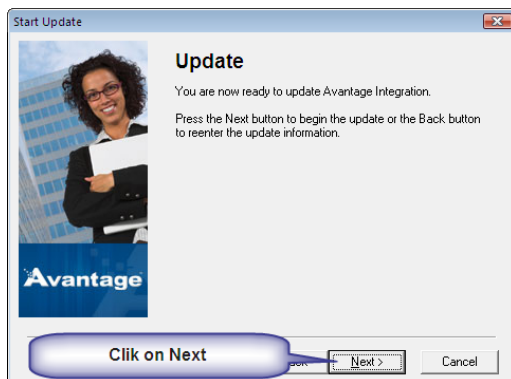 Start Update
Update
You are now ready to update Avantage Integration.
Press the Next button to begin the update or the Back button
to reenter the update information.
Avantage
Clik on Next
Next >
Cancel